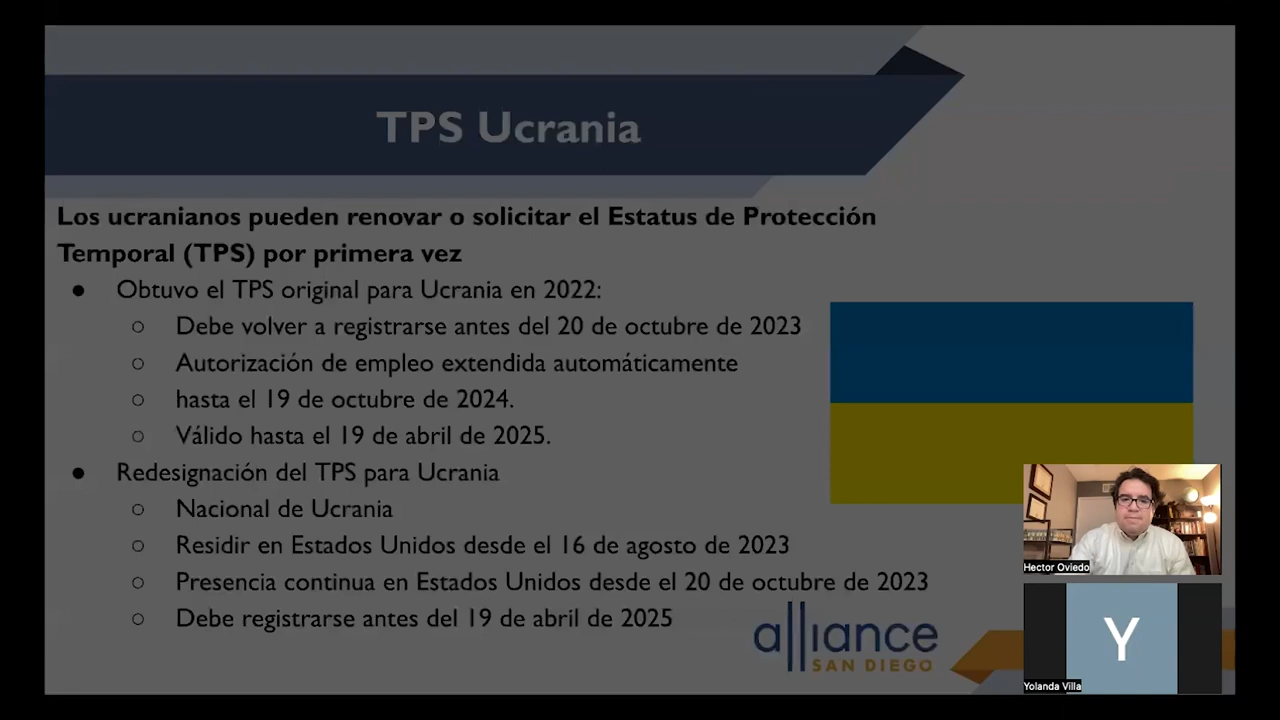 TPS Ucrania
Los ucranianos pueden renovar o solicitar el Estatus de Protección
Temporal (TPS) por primera vez
● Obtuvo el TPS original para Ucrania en 2022:
○ Debe volver a registrarse antes del 20 de octubre de 2023
○ Autorización de empleo extendida automáticamente
○ hasta el 19 de octubre de 2024.
○ Válido hasta el 19 de abril de 2025.
● Redesignación del TPS para Ucrania
○ Nacional de Ucrania
○ Residir en Estados Unidos desde el 16 de agosto de 2023
○ Presencia continua en Estados Unidos desde el 20 de octubre de 2023
○ Debe registrarse antes del 19 de abril de 2025
alliance
SAN DIEGO
Hector Oviedo
Y
Yolanda Villa